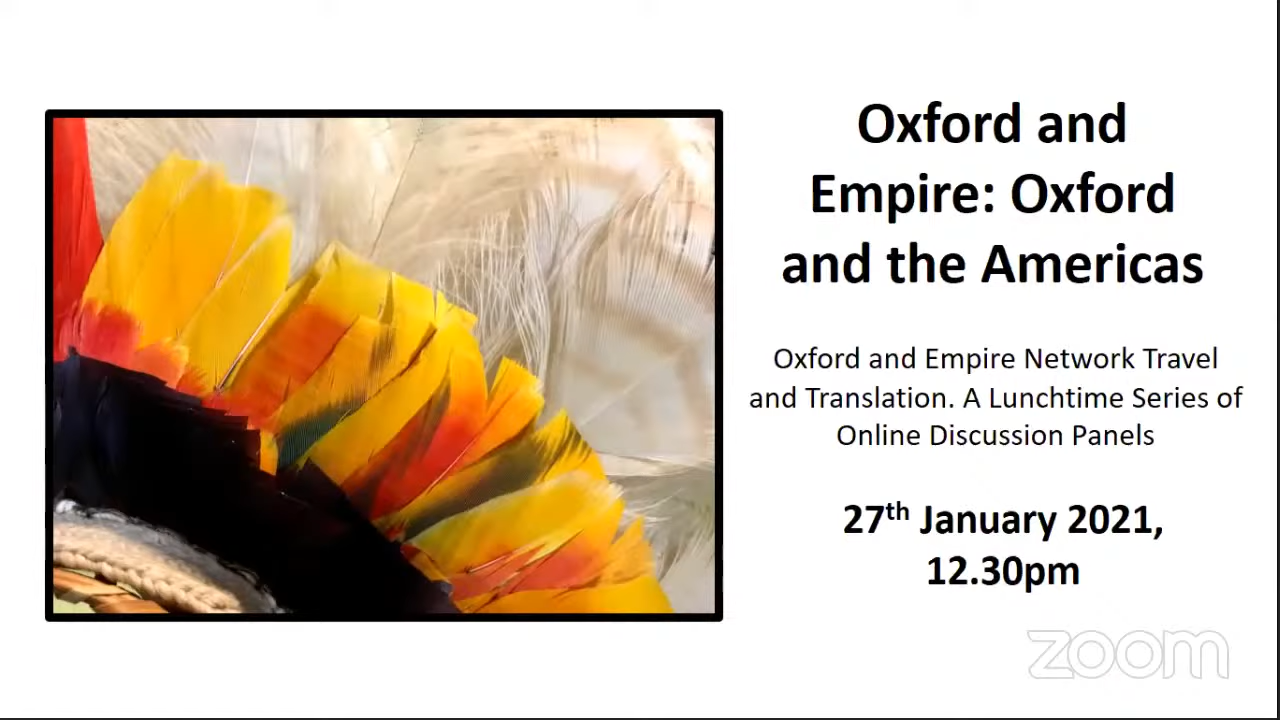 Oxford and
Empire: Oxford
and the Americas
Oxford and Empire Network Travel
and Translation. A Lunchtime Series of
Online Discussion Panels
27th January 2021,
12.30pm
zoom